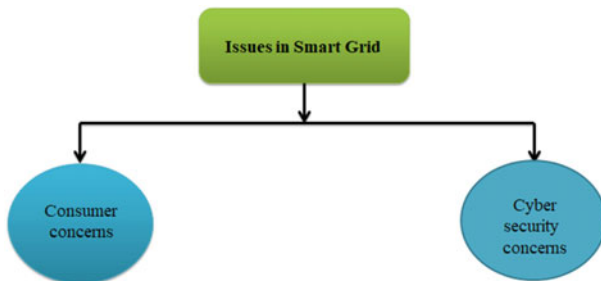 Issues in Smart Grid
Consumer
concerns
Cyber
security
concerns